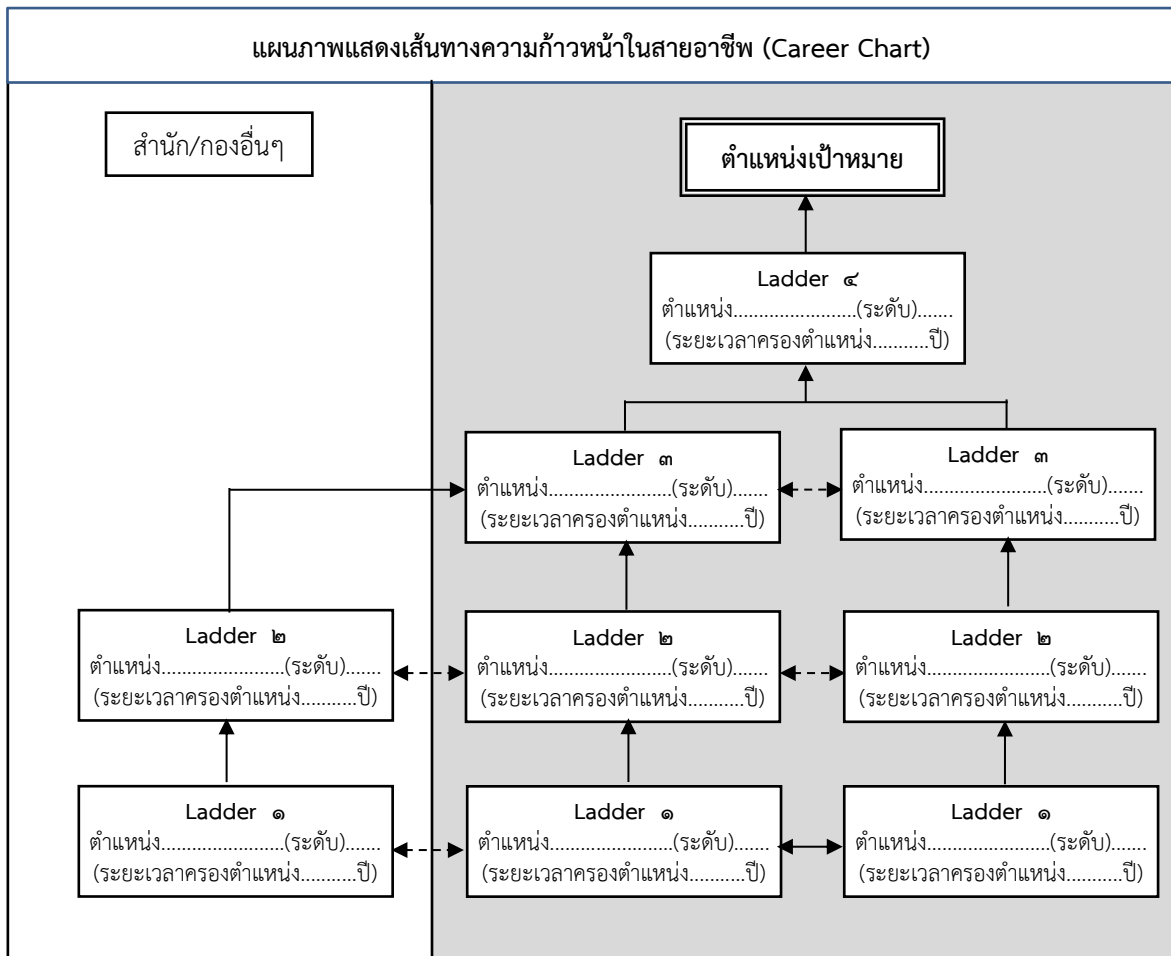 แผนภาพแสดงเส้นทางความก้าวหน้าในสายอาชีพ (Career Chart)
สำนัก/กองอื่นๆ
ตำแหน่งเป้าหมาย
Ladder ๔
ตำแหน่ง.......................(ระดับ).......
(ระยะเวลาครองตำแหน่ง...........ปี)
Ladder ๓
ตำแหน่ง.......................(ระดับ).......
(ระยะเวลาครองตำแหน่ง...........ปี)
Ladder ๓
ตำแหน่ง.......................(ระดับ).......
(ระยะเวลาครองตำแหน่ง...........ปี)
Ladder ๒
ตำแหน่ง.......................(ระดับ).......
(ระยะเวลาครองตำแหน่ง...........ปี)
Ladder ๒
ตำแหน่ง.......................(ระดับ).......
(ระยะเวลาครองตำแหน่ง...........ปี)
Ladder ๒
ตำแหน่ง.......................(ระดับ).......
(ระยะเวลาครองตำแหน่ง...........ปี)
Ladder ๑
ตำแหน่ง.......................(ระดับ).......
(ระยะเวลาครองตำแหน่ง...........ปี)
Ladder ๑
ตำแหน่ง.......................(ระดับ).......
(ระยะเวลาครองตำแหน่ง...........ปี)
Ladder ๑
ตำแหน่ง.......................(ระดับ).......
(ระยะเวลาครองตำแหน่ง...........ปี)